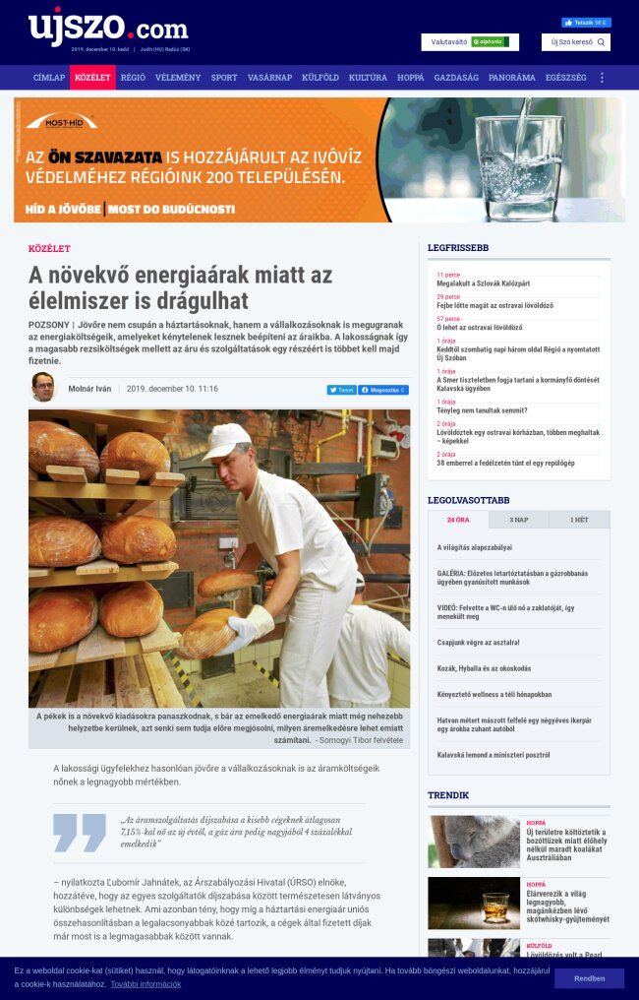 ujszo.com
2019. december 10. kedd | Judit (HU) Radúz (SK)
Tetszik 58 E
Valutaváltó
Új Szó kereső
CÍMLAP KÖZÉLET RÉGIÓ VÉLEMÉNY SPORT VASÁRNAP KÜLFÖLD KULTÚRA HOPPÁ GAZDASÁG PANORÁMA EGÉSZSÉG
MOST-HÍD
AZ ÖN SZAVAZATA IS HOZZÁJÁRULT AZ IVÓVÍZ
VÉDELMÉHEZ RÉGIÓINK 200 TELEPÜLÉSÉN.
HÍD A JÖVŐBE | MOST DO BUDÚCNOSTI
KÖZÉLET
A növekvő energiaárak miatt az
élelmiszer is drágulhat
POZSONY | Jövőre nem csupán a háztartásoknak, hanem a vállalkozásoknak is megugranak
az energiaköltségeik, amelyeket kénytelenek lesznek beépíteni az áraikba. A lakosságnak így
a magasabb rezsiköltségek mellett az áru és szolgáltatások egy részéért is többet kell majd
fizetnie.
Molnár Iván 2019. december 10. 11:16
Tweet Megosztás 0
A pékek is a növekvő kiadásokra panaszkodnak, s bár az emelkedő energiaárak miatt még nehezebb
helyzetbe kerülnek, azt senki sem tudja előre megjósolni, milyen áremelkedésre lehet emiatt
számítani. - Somogyi Tibor felvétele
A lakossági ügyfelekhez hasonlóan jövőre a vállalkozásoknak is az áramköltségeik
nőnek a legnagyobb mértékben.
„Az áramszolgáltatás díjszabása a kisebb cégeknek átlagosan
7,15%-kal nő az új évtől, a gáz ára pedig nagyjából 4 százalékkal
emelkedik”
– nyilatkozta Ľubomír Jahnátek, az Árszabályozási Hivatal (ÚRSO) elnöke,
hozzátéve, hogy az egyes szolgáltatók díjszabása között természetesen látványos
különbségek lehetnek. Ami azonban tény, hogy míg a háztartási energiaár uniós
összehasonlításban a legalacsonyabbak közé tartozik, a cégek által fizetett díjak
már most is a legmagasabbak között vannak.
LEGFRISSEBB
11 perce
Megalakult a Szlovák Kalózpárt
29 perce
Fejbe lőtte magát az ostravai lövöldöző
57 perce
Ő lehet az ostravai lövöldöző
1 órája
Keddtől szombatig napi három oldal Régió a nyomtatott
Új Szóban
1 órája
A Smer tiszteletben fogja tartani a kormányfő döntését
Kalavská ügyében
1 órája
Tényleg nem tanultak semmit?
2 órája
Lövöldöztek egy ostravai kórházban, többen meghaltak
– képekkel
2 órája
38 emberrel a fedélzetén tűnt el egy repülőgép
LEGOLVASOTTABB
24 ÓRA 3 NAP 1 HÉT
A világítás alapszabályai
GALÉRIA: Előzetes letartóztatásban a gázrobbanás
ügyében gyanúsított munkások
VIDEÓ: Felvette a WC-n ülő nő a zaklatóját, így
menekült meg
Csapjunk végre az asztalra!
Kozák, Hyballa és az okoskodás
Kényeztető wellness a téli hónapokban
Hatvan métert mászott felfelé egy négyéves ikerpár
egy árokba zuhant autóból
Kalavská lemond a miniszteri posztról
TRENDIK
HOPPÁ
Új területre költöztetik a
bozóttüzek miatt élőhely
nélkül maradt koalákat
Ausztráliában
HOPPÁ
Elárverezik a világ
legnagyobb,
magánkézben lévő
skótwhisky-gyűjteményét
KÜLFÖLD
Lövöldözés volt a Pearl
Ez a weboldal cookie-kat (sütiket) használ, hogy látogatóinknak a lehető legjobb élményt tudjuk nyújtani. Ha tovább böngészi weboldalunkat, hozzájárul
a cookie-k használatához. További információk
Rendben